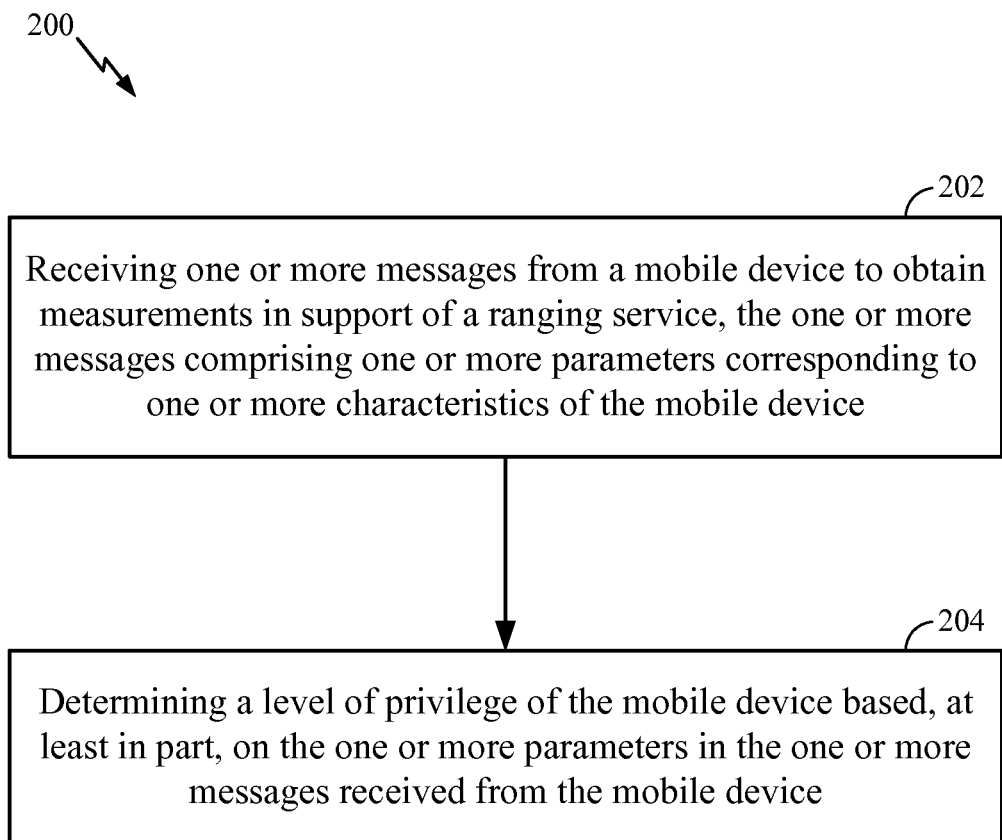 200
202
Receiving one or more messages from a mobile device to obtain
measurements in support of a ranging service, the one or more
messages comprising one or more parameters corresponding to
one or more characteristics of the mobile device
204
Determining a level of privilege of the mobile device based, at
least in part, on the one or more parameters in the one or more
messages received from the mobile device